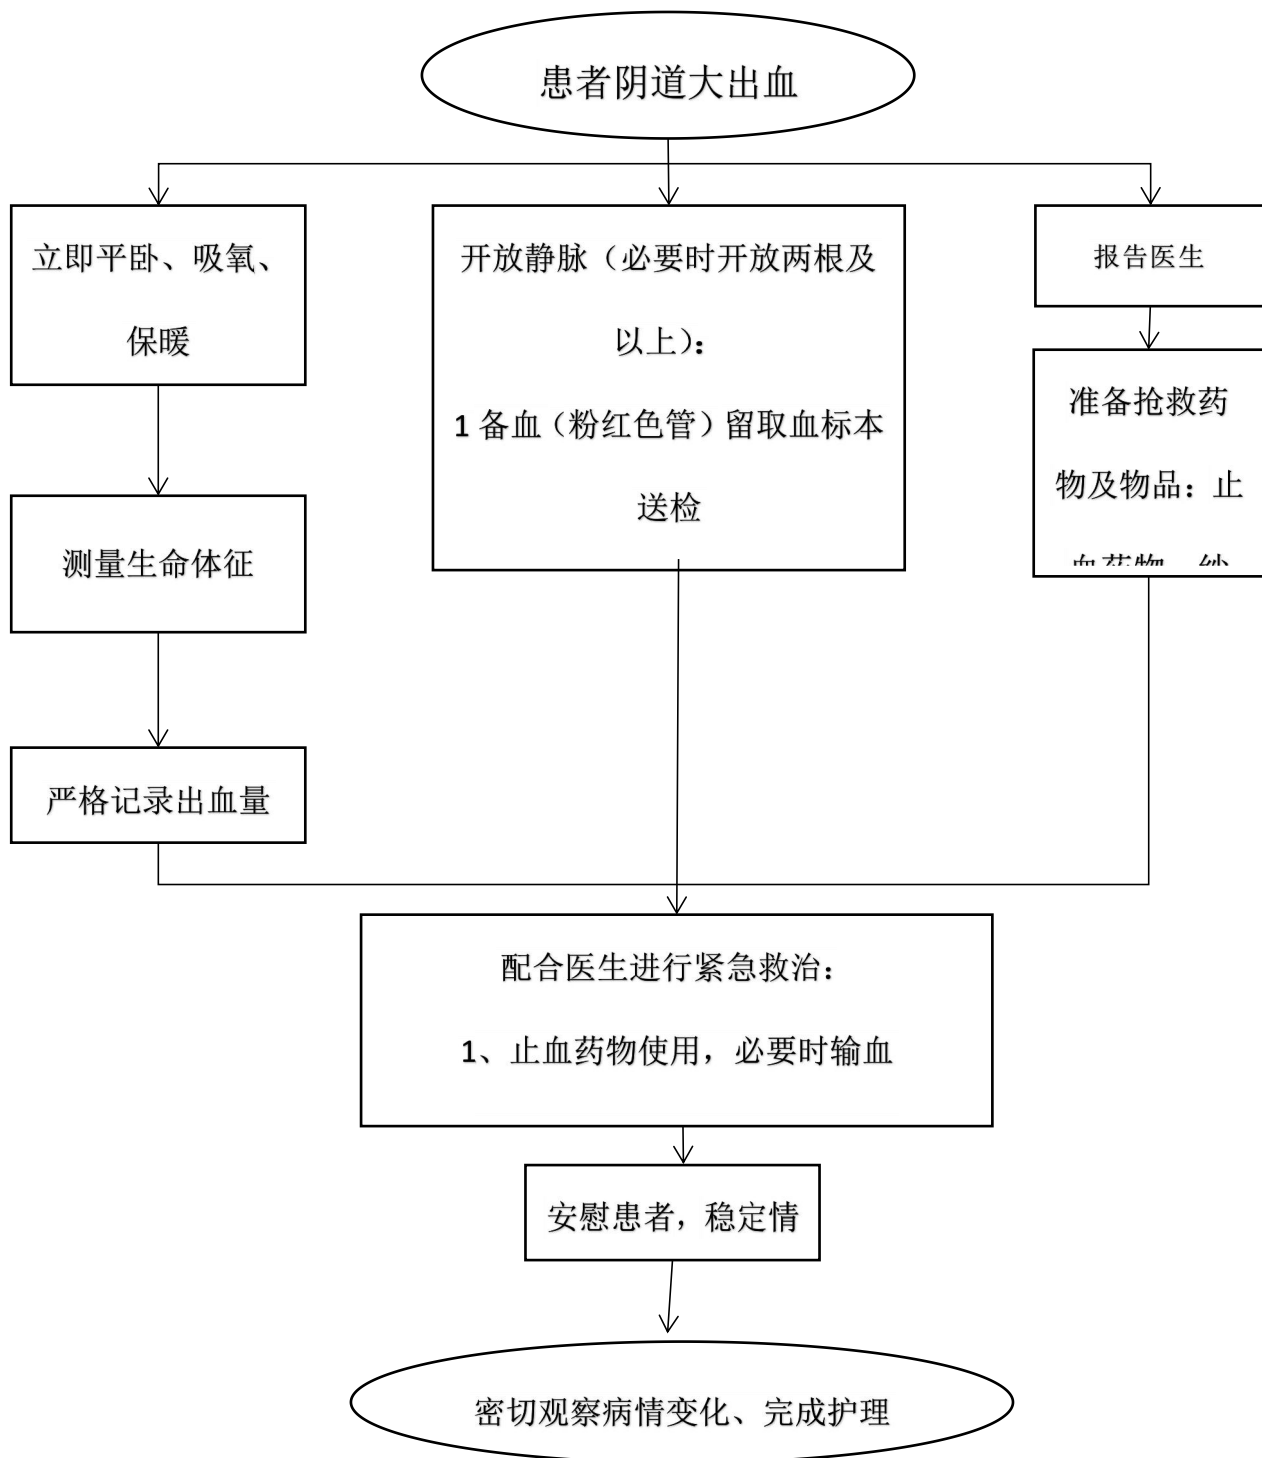 患者阴道大出血
立即平卧、吸氧、
保暖
测量生命体征
严格记录出血量
开放静脉（必要时开放两根及
以上）：
1 备血（粉红色管）留取血标本
送检
报告医生
准备抢救药
物及物品：止
配合医生进行紧急救治：
1、止血药物使用，必要时输血
安慰患者，稳定情
密切观察病情变化、完成护理